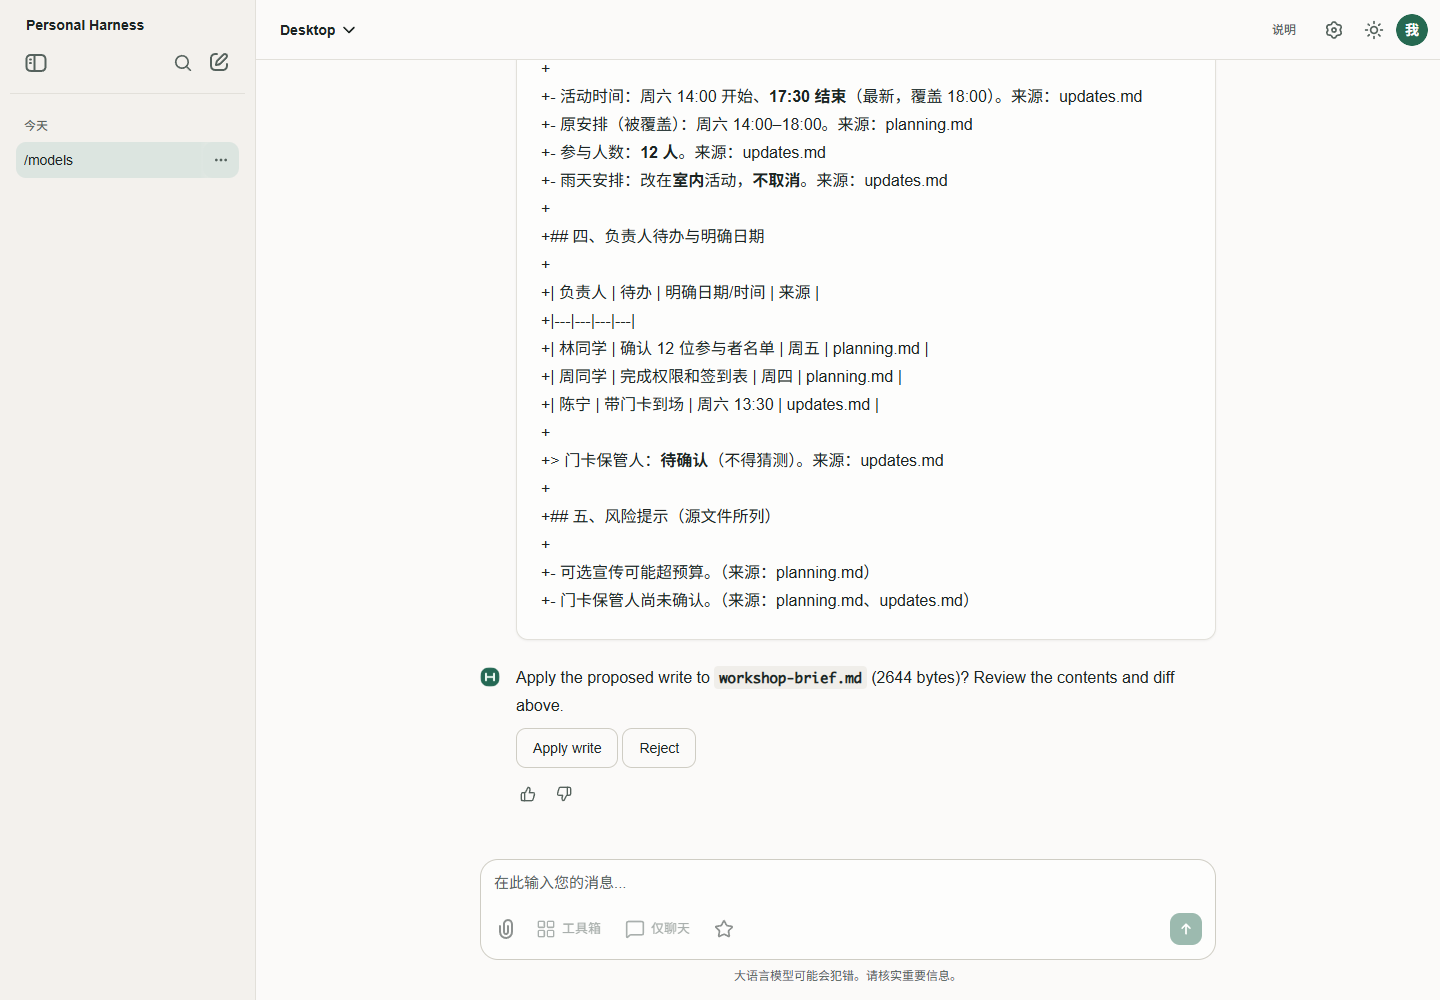 Personal Harness
今天
/models
Desktop
说明
我
+
+- 活动时间：周六 14:00 开始、17:30 结束（最新，覆盖 18:00）。来源：updates.md
+- 原安排（被覆盖）：周六 14:00–18:00。来源：planning.md
+- 参与人数：12 人。来源：updates.md
+- 雨天安排：改在室内活动，不取消。来源：updates.md
+
+## 四、负责人待办与明确日期
+
+| 负责人 | 待办 | 明确日期/时间 | 来源 |
+|---|---|---|---|
+| 林同学 | 确认 12 位参与者名单 | 周五 | planning.md |
+| 周同学 | 完成权限和签到表 | 周四 | planning.md |
+| 陈宁 | 带门卡到场 | 周六 13:30 | updates.md |
+
+> 门卡保管人：待确认（不得猜测）。来源：updates.md
+
+## 五、风险提示（源文件所列）
+
+- 可选宣传可能超预算。（来源：planning.md）
+- 门卡保管人尚未确认。（来源：planning.md、updates.md）
Apply the proposed write to workshop-brief.md (2644 bytes)? Review the contents and diff
above.
Apply write
Reject
在此输入您的消息...
工具箱
仅聊天
大语言模型可能会犯错。请核实重要信息。